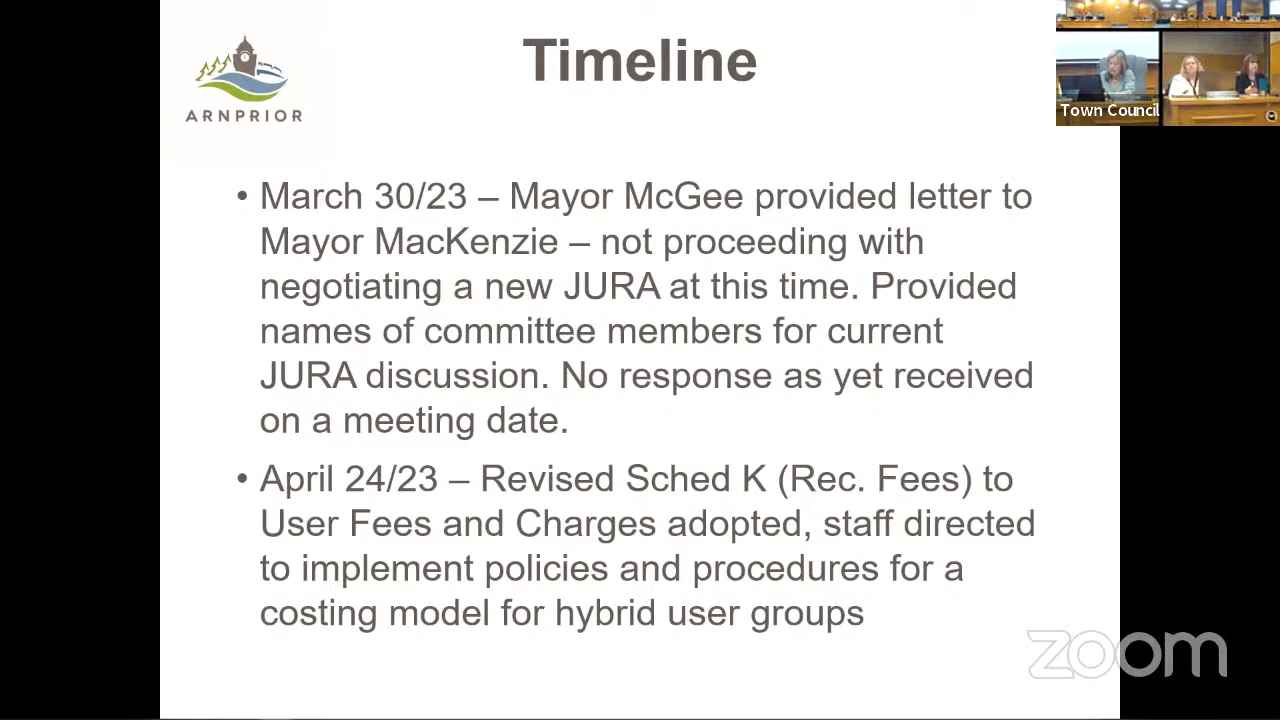 Timeline
ARNPRIOR
Town Council
• March 30/23 – Mayor McGee provided letter to
Mayor MacKenzie – not proceeding with
negotiating a new JURA at this time. Provided
names of committee members for current
JURA discussion. No response as yet received
on a meeting date.
• April 24/23 – Revised Sched K (Rec. Fees) to
User Fees and Charges adopted, staff directed
to implement policies and procedures for a
costing model for hybrid user groups
zoom